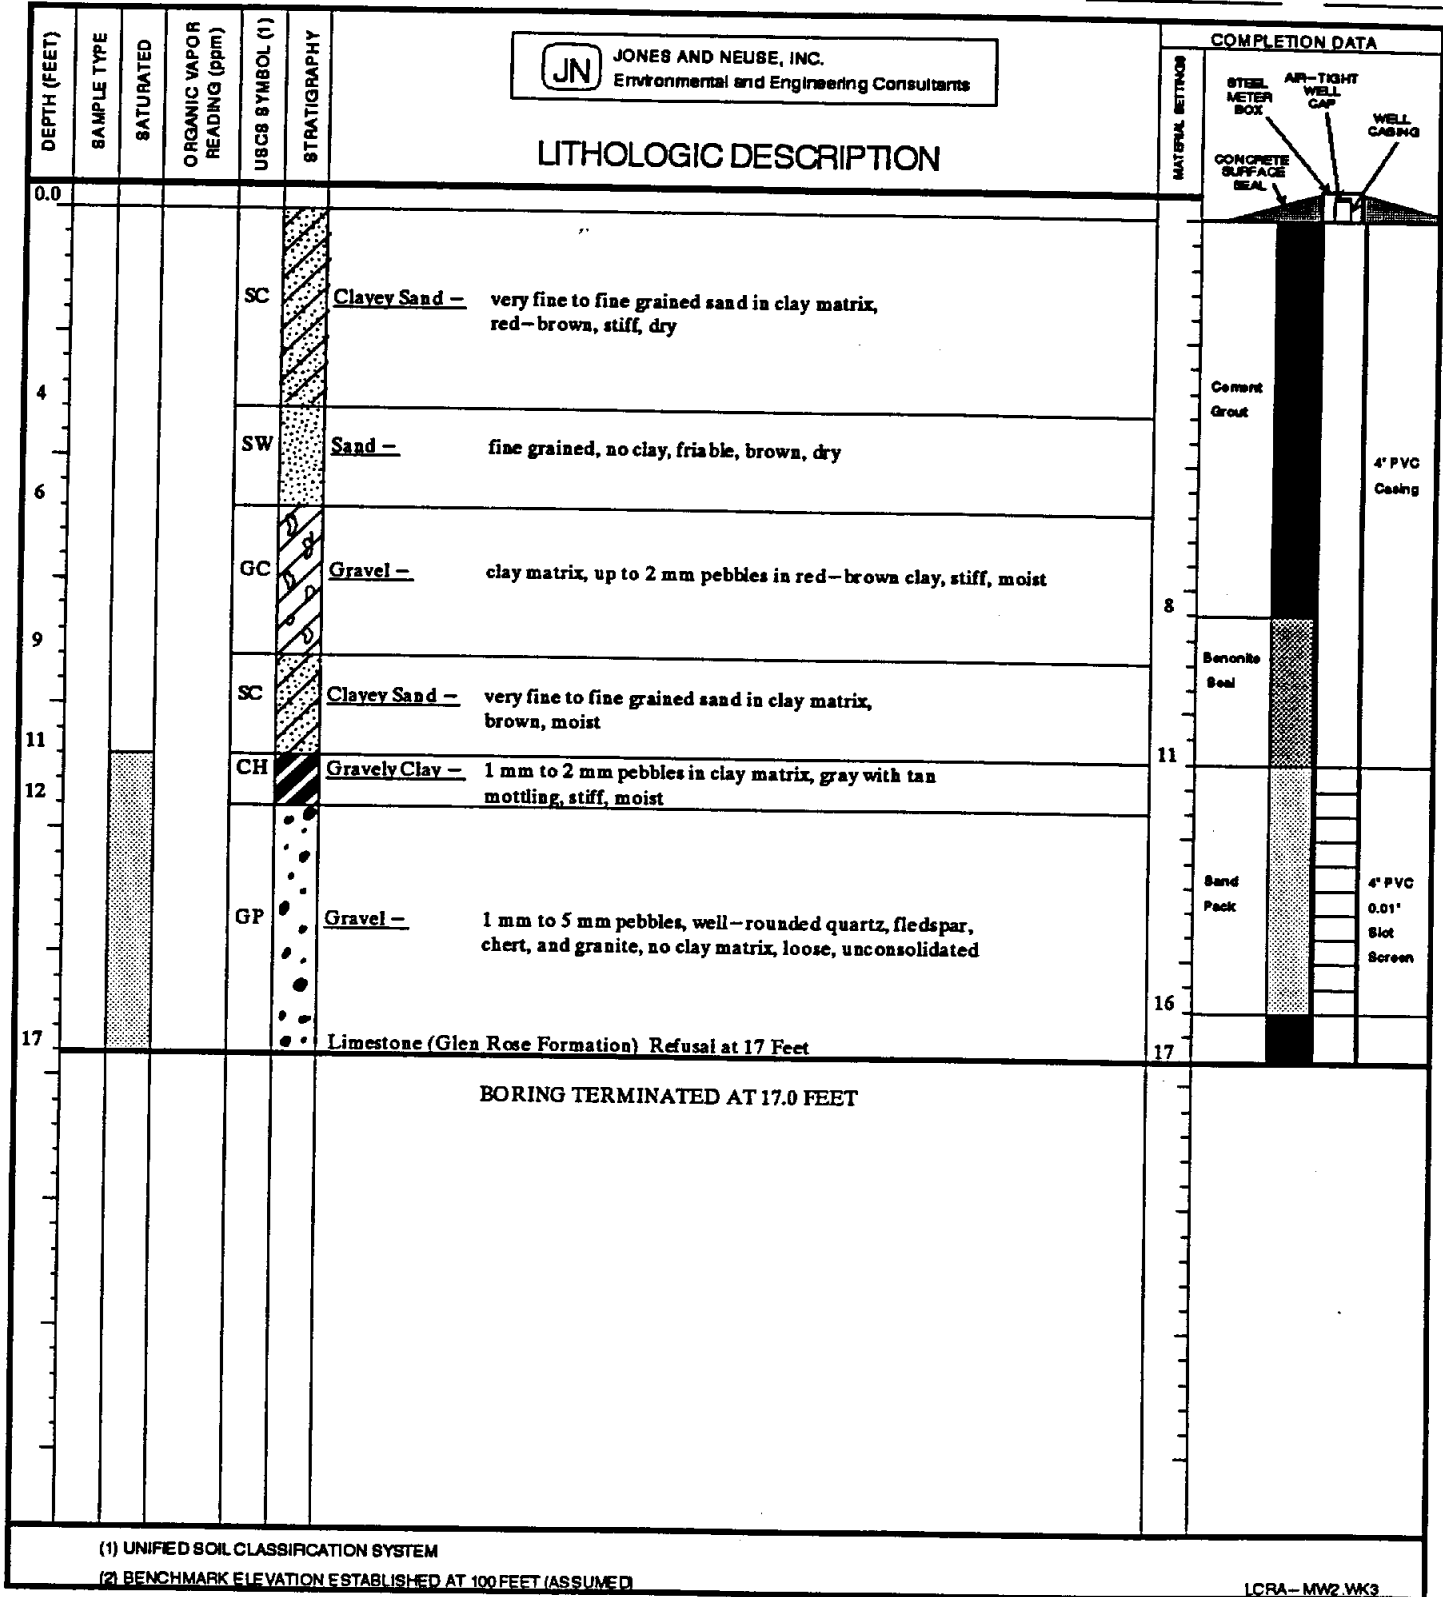 DEPTH (FEET)
SAMPLE TYPE
SATURATED
ORGANIC VAPOR
READING (ppm)
USCS SYMBOL (1)
STRATIGRAPHY
JN
JONES AND NEUSE, INC.
Environmental and Engineering Consultants
LITHOLOGIC DESCRIPTION
MATERIAL SETTINGS
COMPLETION DATA
STEEL
METER
BOX
AIR-TIGHT
WELL
CAP
WELL
CASING
CONCRETE
SURFACE
SEAL
0.0
SC
Clayey Sand – very fine to fine grained sand in clay matrix,
red-brown, stiff, dry
4
Cement
Grout
SW
Sand – fine grained, no clay, friable, brown, dry
4" PVC
Casing
6
GC
Gravel – clay matrix, up to 2 mm pebbles in red-brown clay, stiff, moist
8
9
Benonite
Seal
SC
Clayey Sand – very fine to fine grained sand in clay matrix,
brown, moist
11
11
CH
Gravely Clay – 1 mm to 2 mm pebbles in clay matrix, gray with tan
mottling, stiff, moist
12
Sand
Pack
4" PVC
0.01"
Slot
Screen
GP
Gravel – 1 mm to 5 mm pebbles, well-rounded quartz, fledspar,
chert, and granite, no clay matrix, loose, unconsolidated
16
17
Limestone (Glen Rose Formation) Refusal at 17 Feet
17
BORING TERMINATED AT 17.0 FEET
(1) UNIFIED SOIL CLASSIFICATION SYSTEM
(2) BENCHMARK ELEVATION ESTABLISHED AT 100 FEET (ASSUMED)
LCRA-MW2.WK3